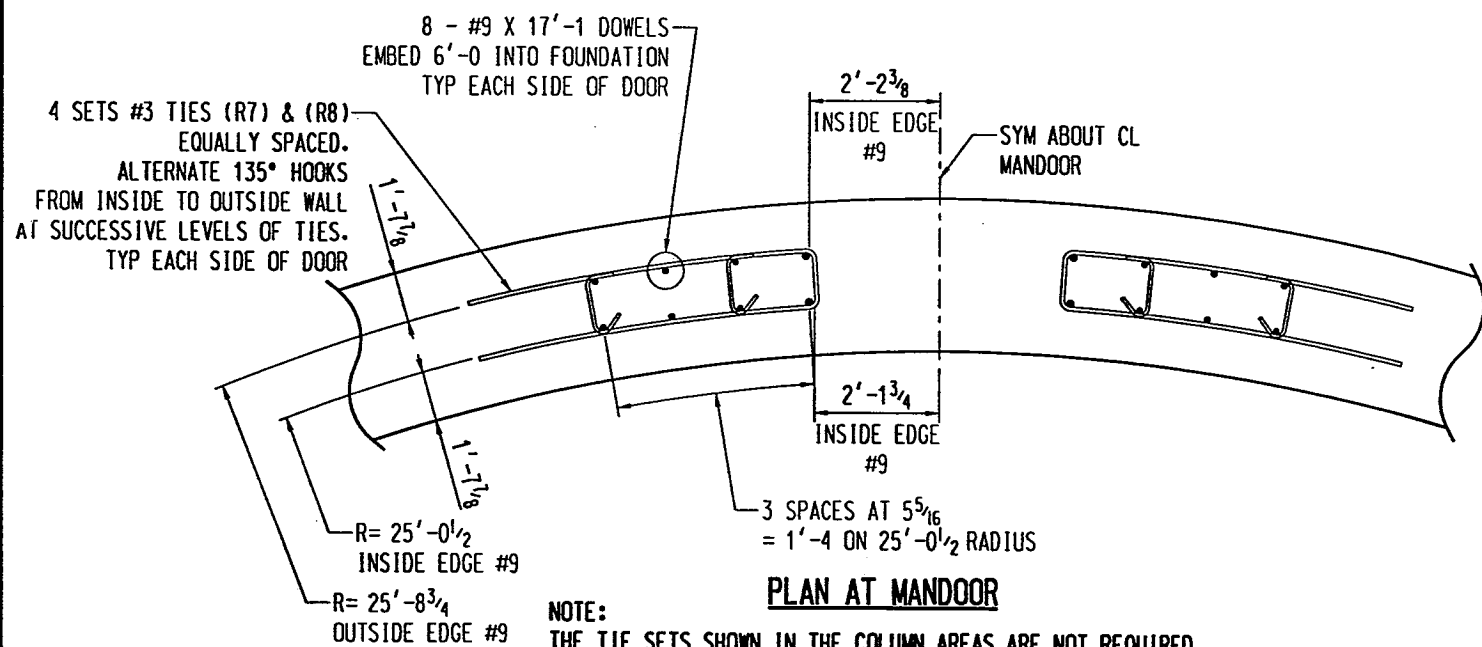 8 - #9 X 17'-1 DOWELS
EMBED 6'-0 INTO FOUNDATION
TYP EACH SIDE OF DOOR
4 SETS #3 TIES (R7) & (R8)
EQUALLY SPACED.
ALTERNATE 135° HOOKS
FROM INSIDE TO OUTSIDE WALL
AT SUCCESSIVE LEVELS OF TIES.
TYP EACH SIDE OF DOOR
2'-2 3/8
INSIDE EDGE
#9
SYM ABOUT CL
MANDOOR
1'-7 7/8
2'-1 3/4
INSIDE EDGE
#9
1'-7 7/8
3 SPACES AT 5 5/16
= 1'-4 ON 25'-0 1/2 RADIUS
R= 25'-0 1/2
INSIDE EDGE #9
R= 25'-8 3/4
OUTSIDE EDGE #9
PLAN AT MANDOOR
NOTE:
THE TIE SETS SHOWN IN THE COLUMN AREAS ARE NOT REQUIRED